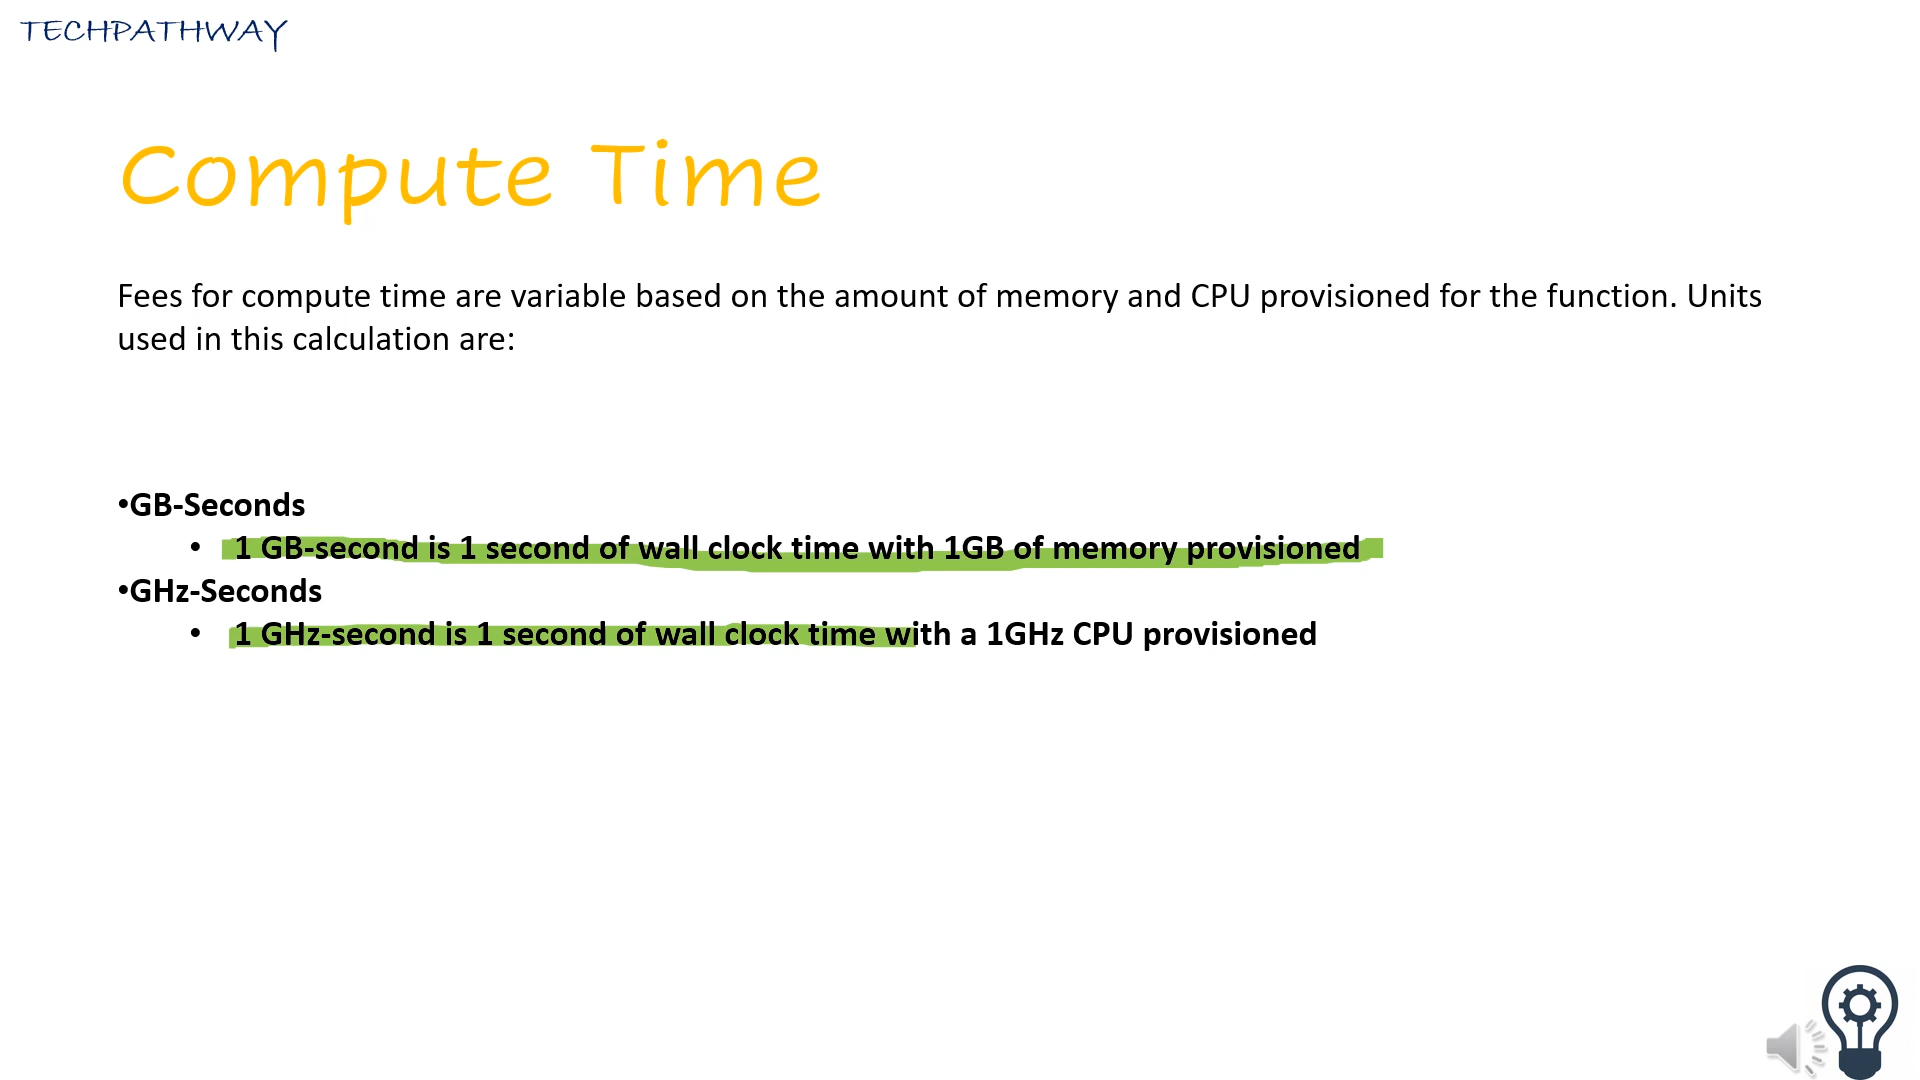 TECHPATHWAY
Compute Time
Fees for compute time are variable based on the amount of memory and CPU provisioned for the function. Units
used in this calculation are:
•GB-Seconds
• 1 GB-second is 1 second of wall clock time with 1GB of memory provisioned
•GHz-Seconds
• 1 GHz-second is 1 second of wall clock time with a 1GHz CPU provisioned